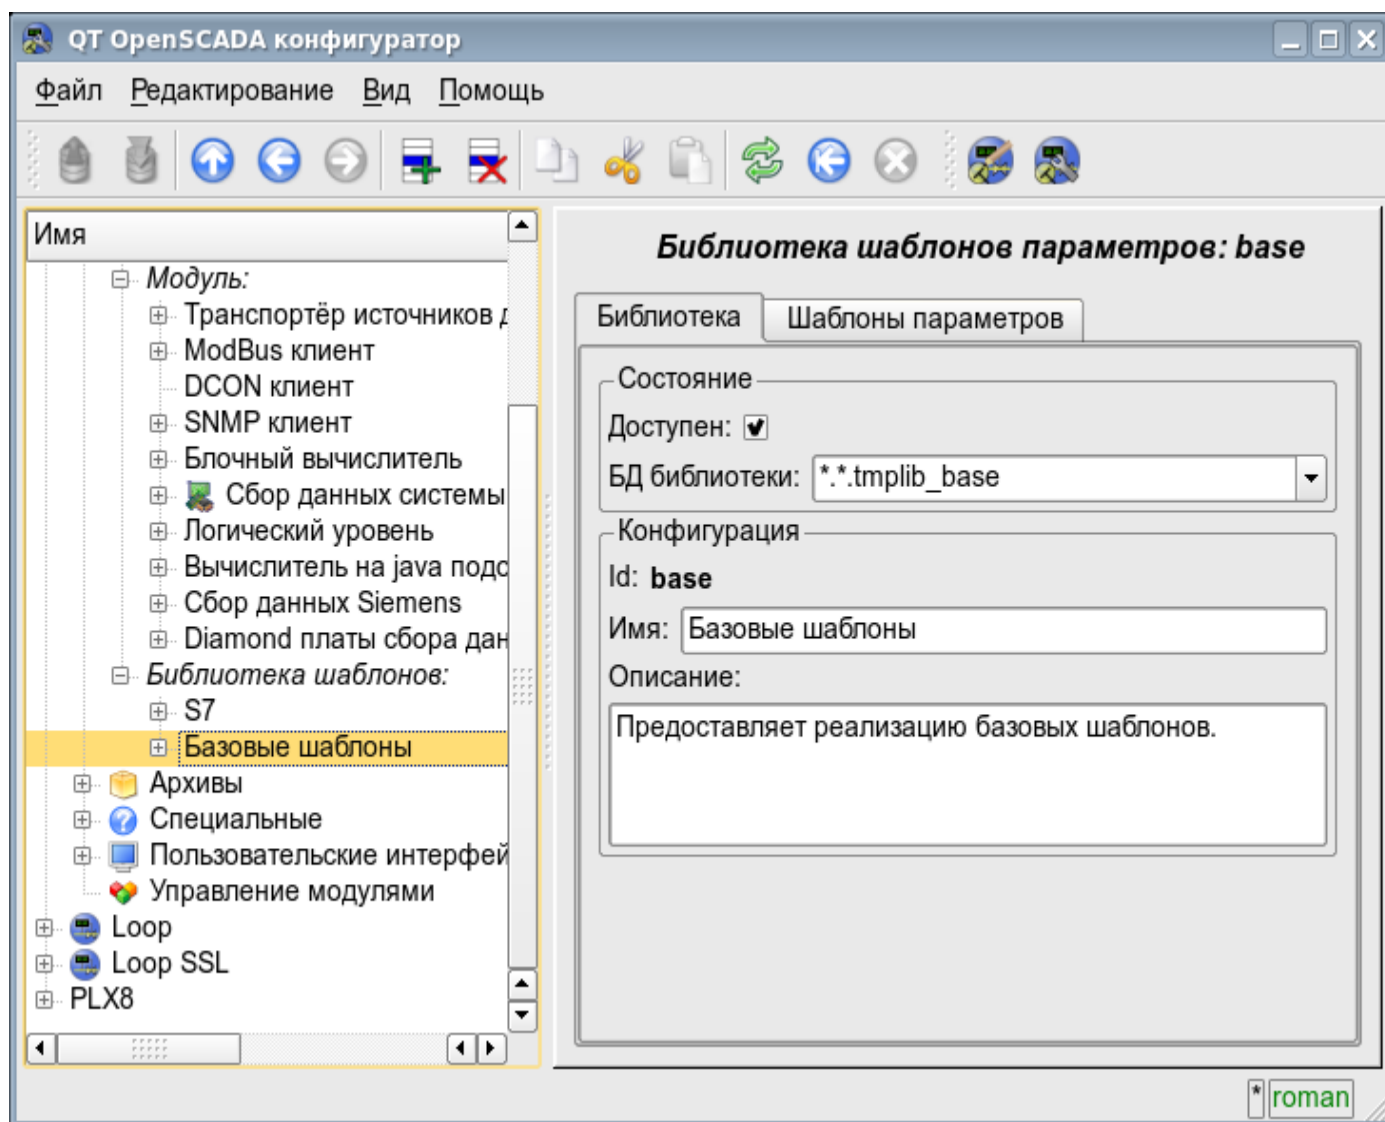 QT OpenSCADA конфигуратор
Файл Редактирование Вид Помощь
Имя
Модуль:
Транспортёр источников д
ModBus клиент
DCON клиент
SNMP клиент
Блочный вычислитель
Сбор данных системы
Логический уровень
Вычислитель на java подо
Сбор данных Siemens
Diamond платы сбора дан
Библиотека шаблонов:
S7
Базовые шаблоны
Архивы
Специальные
Пользовательские интерфей
Управление модулями
Loop
Loop SSL
PLX8
Библиотека шаблонов параметров: base
Библиотека Шаблоны параметров
Состояние
Доступен:
БД библиотеки: *.*.tmplib_base
Конфигурация
Id: base
Имя: Базовые шаблоны
Описание:
Предоставляет реализацию базовых шаблонов.
* roman